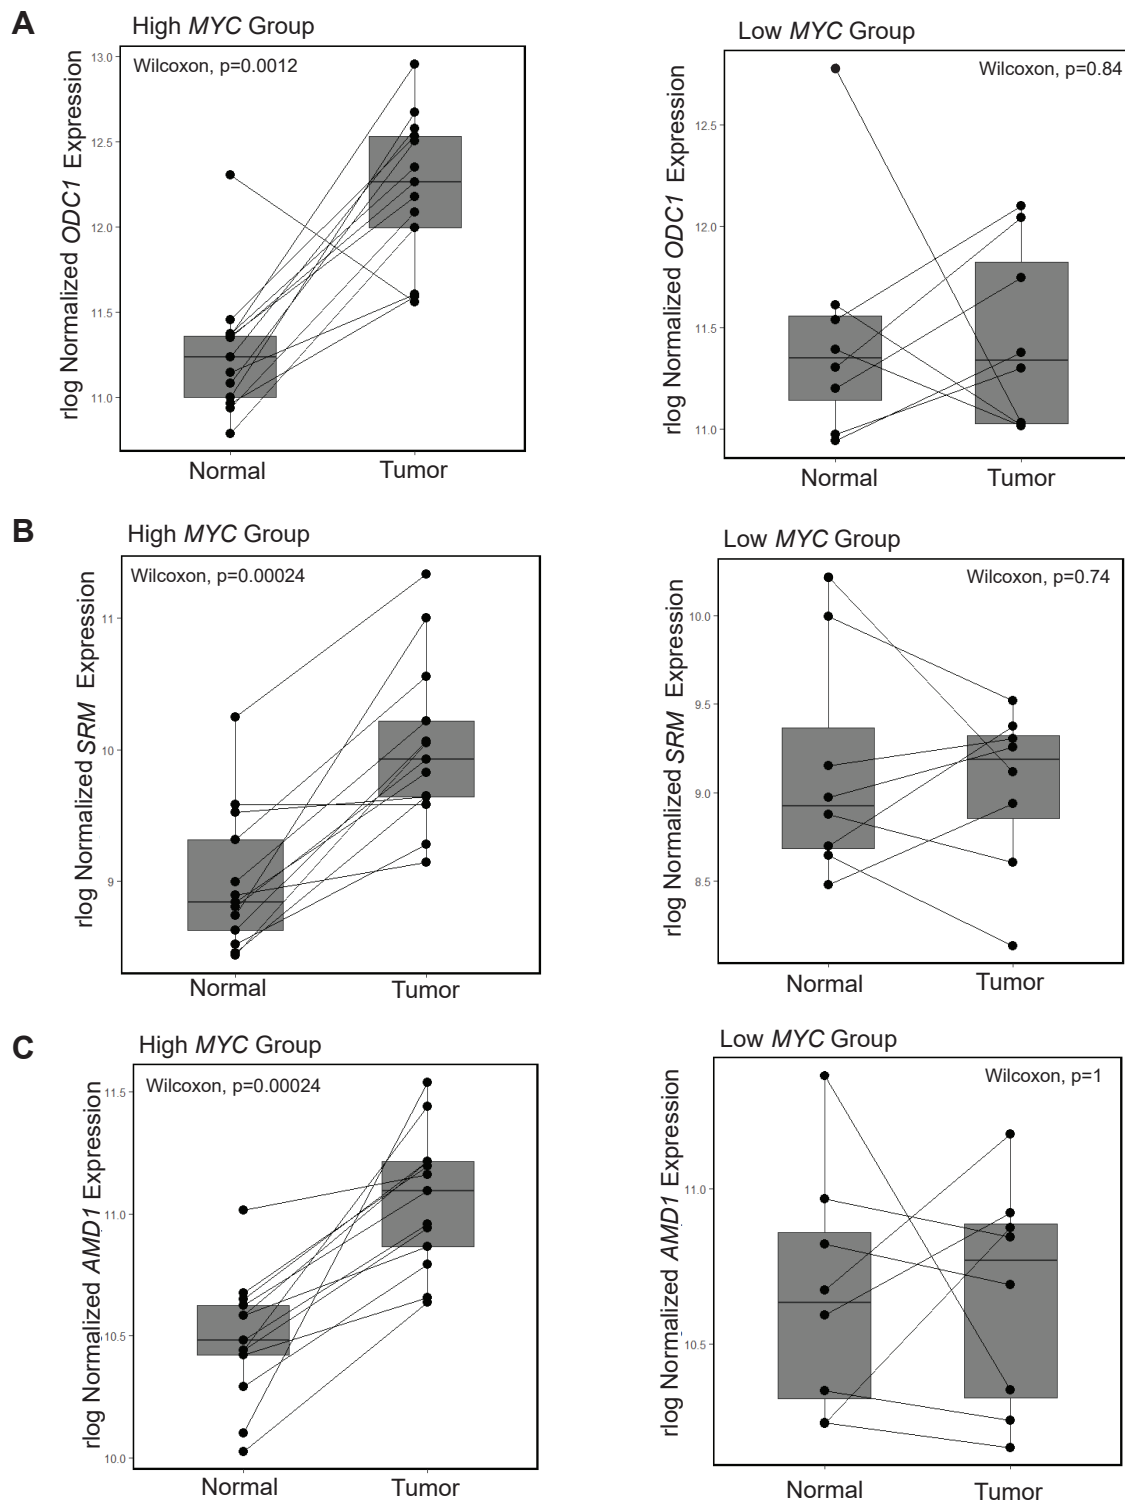 A
High MYC Group
Wilcoxon, p=0.0012
rlog Normalized ODC1 Expression
13.0
12.5
12.0
11.5
11.0
Normal
Tumor
Low MYC Group
Wilcoxon, p=0.84
rlog Normalized ODC1 Expression
12.5
12.0
11.5
11.0
Normal
Tumor
B
High MYC Group
Wilcoxon, p=0.00024
rlog Normalized SRM Expression
11
10
9
Normal
Tumor
Low MYC Group
Wilcoxon, p=0.74
rlog Normalized SRM Expression
10.0
9.5
9.0
8.5
Normal
Tumor
C
High MYC Group
Wilcoxon, p=0.00024
rlog Normalized AMD1 Expression
11.5
11.0
10.5
10.0
Normal
Tumor
Low MYC Group
Wilcoxon, p=1
rlog Normalized AMD1 Expression
11.0
10.5
Normal
Tumor